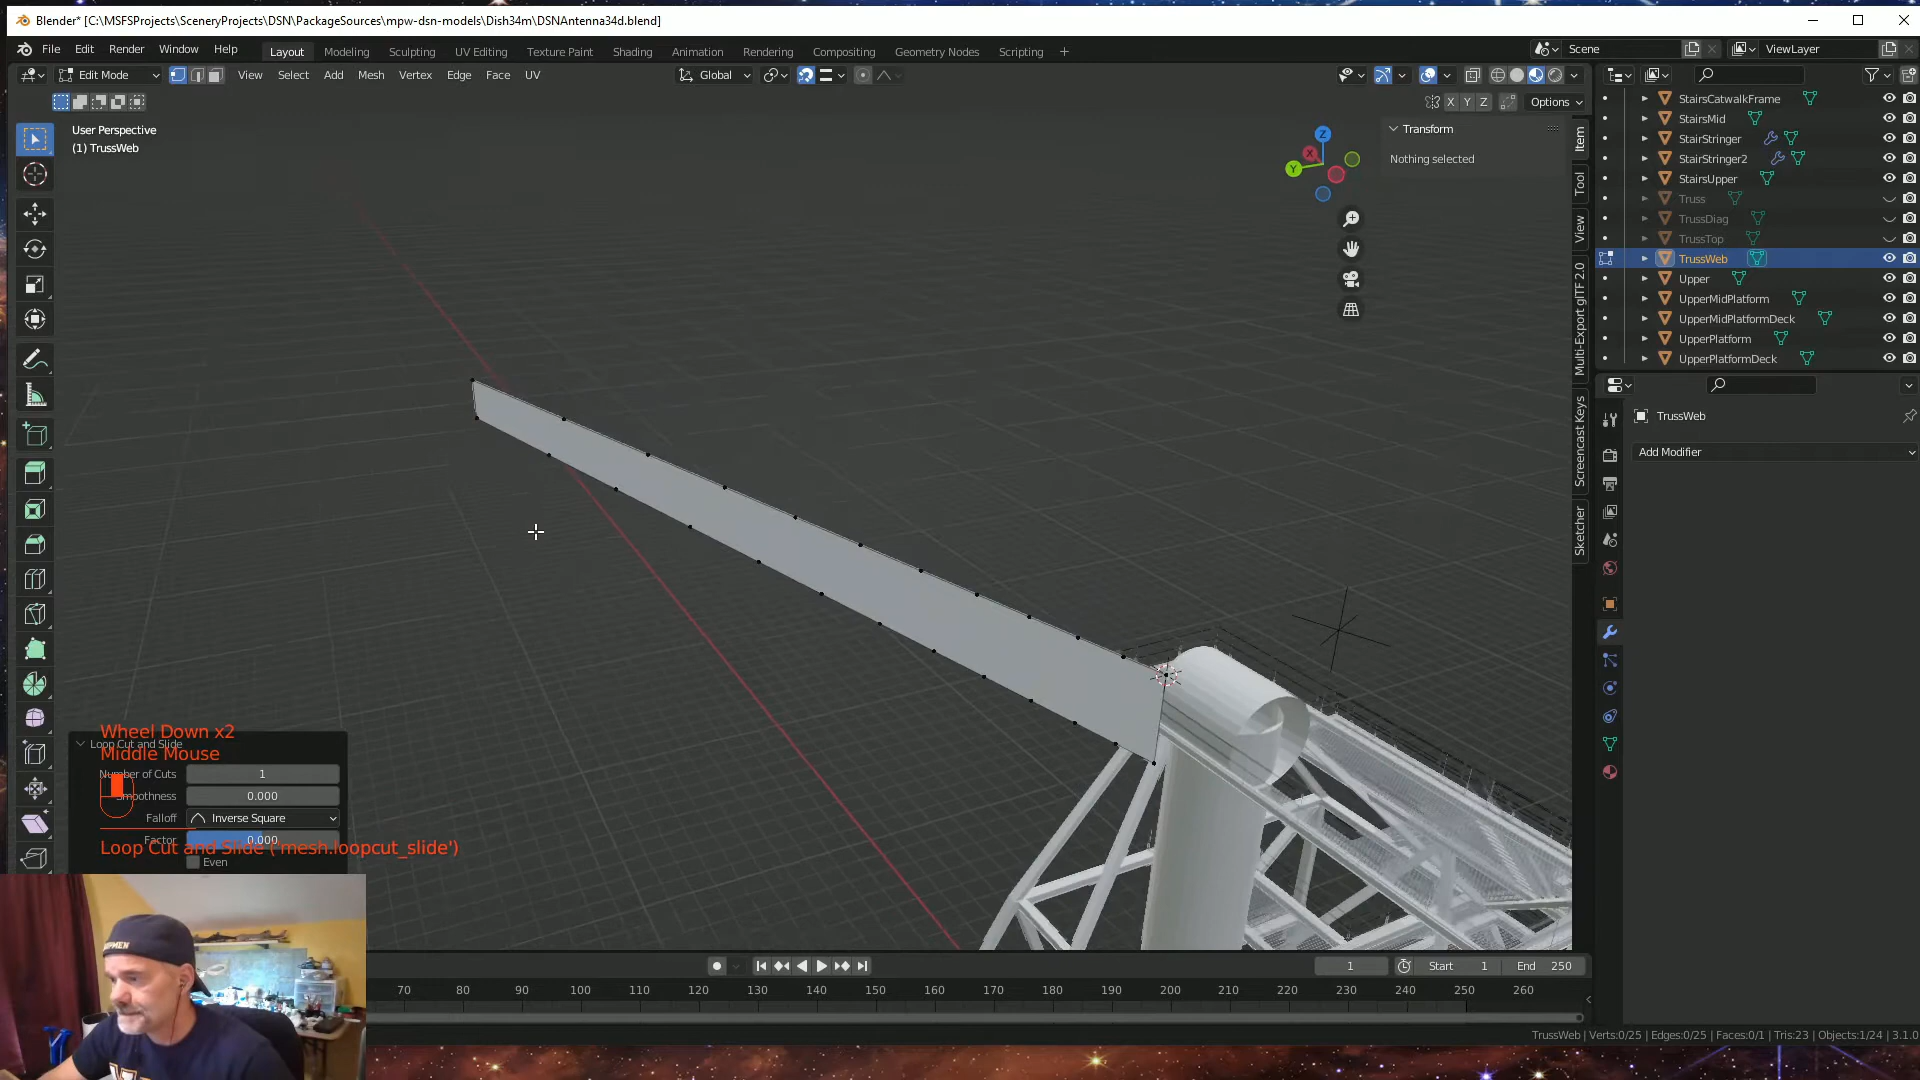 Blender* [C:\MSFSProjects\SceneryProjects\DSN\PackageSources\mpw-dsn-models\Dish34m\DSNAntenna34d.blend]
File Edit Render Window Help Layout Modeling Sculpting UV Editing Texture Paint Shading Animation Rendering Compositing Geometry Nodes Scripting + Scene ViewLayer
Edit Mode View Select Add Mesh Vertex Edge Face UV Global
X Y Z Options
User Perspective
(1) TrussWeb
Transform
Nothing selected
Z
X
Y
Item
Tool
View
Multi-Export glTF 2.0
Screencast Keys
Sketcher
StairsCatwalkFrame
StairsMid
StairStringer
StairStringer2
StairsUpper
Truss
TrussDiag
TrussTop
TrussWeb
Upper
UpperMidPlatform
UpperMidPlatformDeck
UpperPlatform
UpperPlatformDeck
TrussWeb
Add Modifier
Wheel Down x2
Loop Cut and Slide
Middle Mouse
Number of Cuts 1
Smoothness 0.000
Falloff Inverse Square
Factor 0.000
Loop Cut and Slide ('mesh.loopcut_slide')
Even
1 Start 1 End 250
70 80 90 100 110 120 130 140 150 160 170 180 190 200 210 220 230 240 250 260
TrussWeb | Verts:0/25 | Edges:0/25 | Faces:0/1 | Tris:23 | Objects:1/24 | 3.1.0